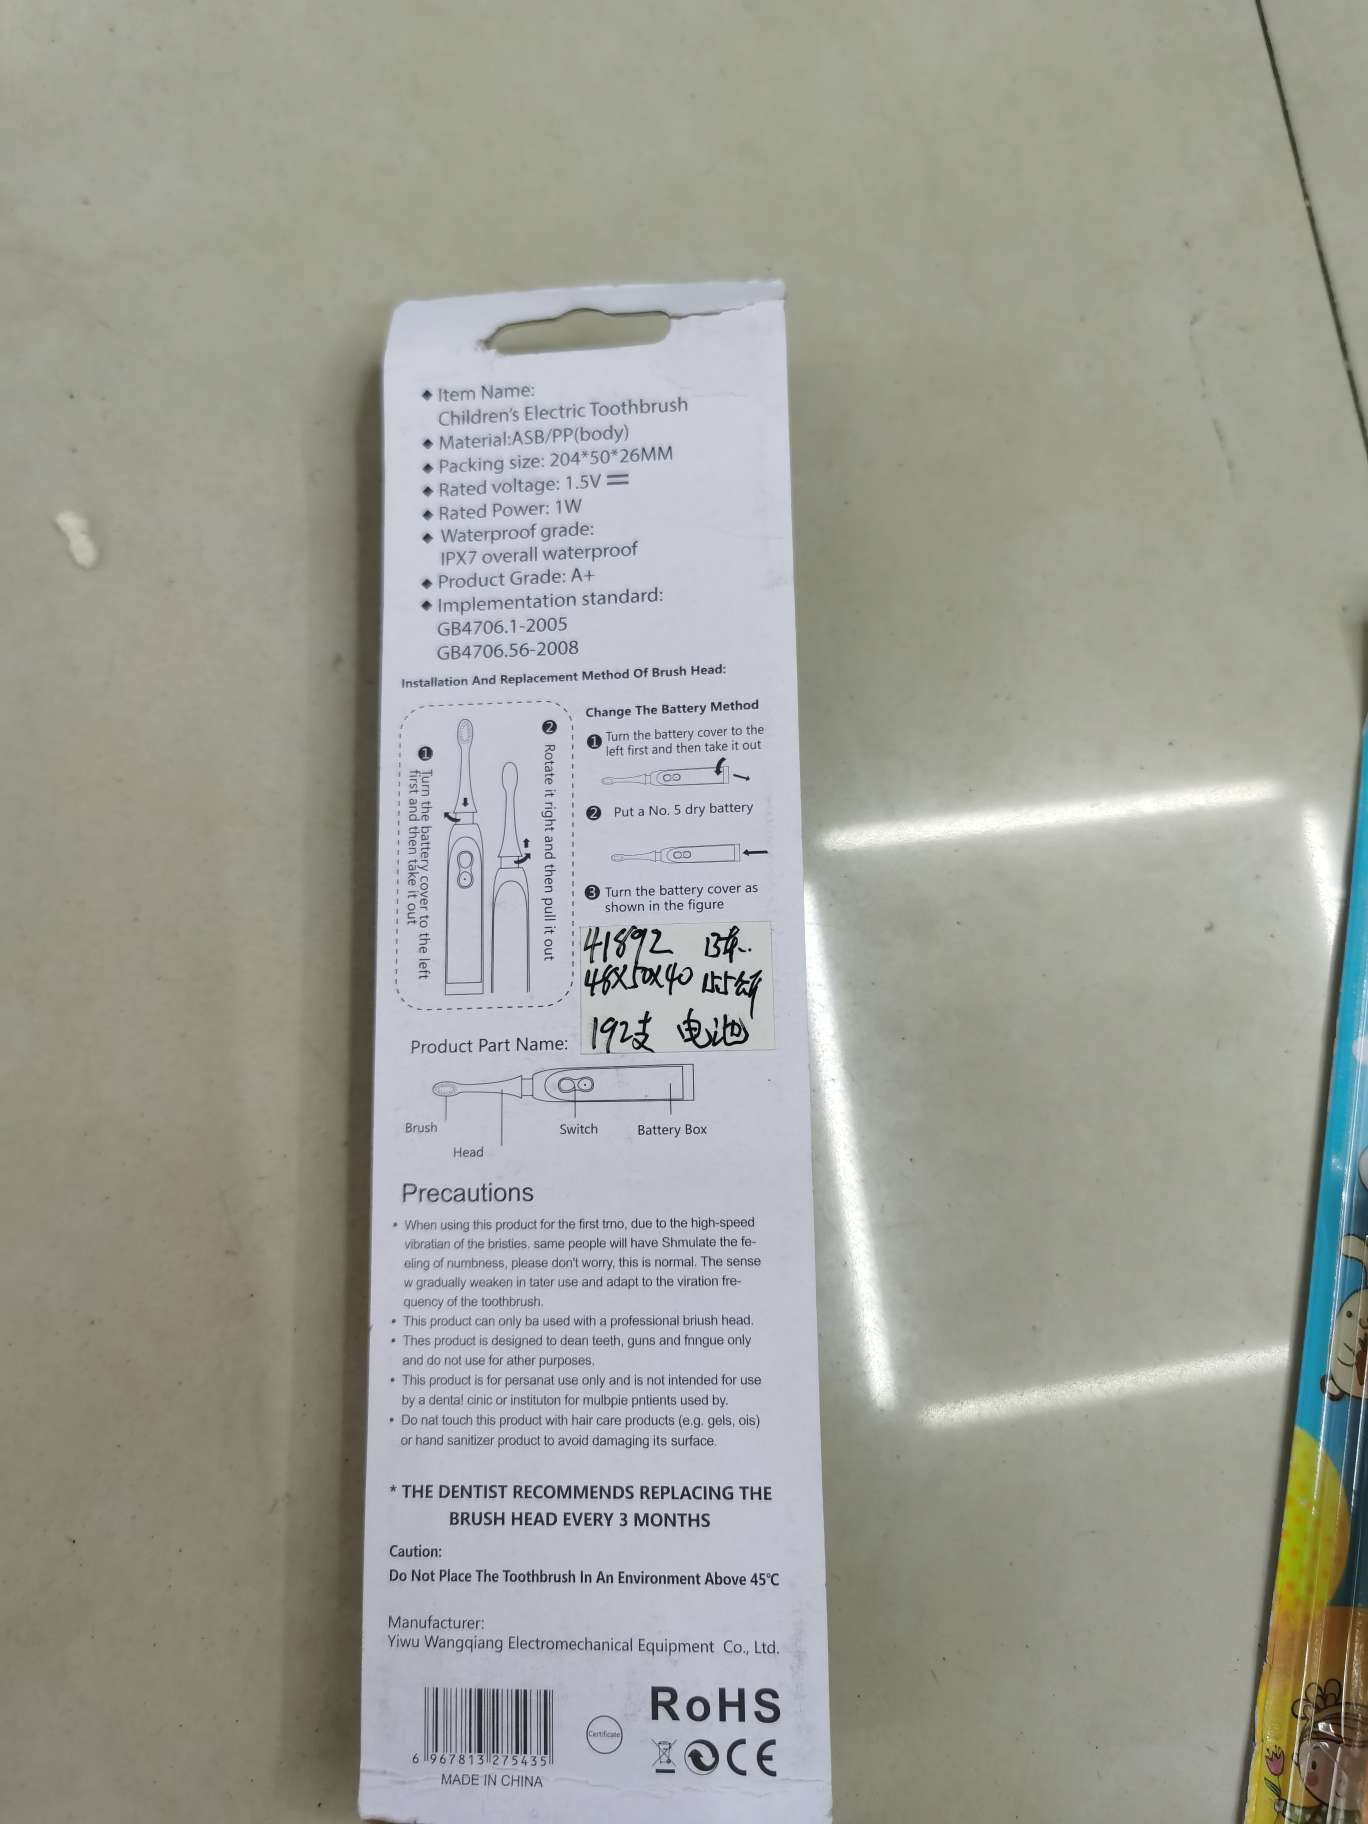 Item Name:
Children's Electric Toothbrush
Material:ASB/PP(body)
Packing size: 204*50*26MM
Rated voltage: 1.5V
Rated Power: 1W
Waterproof grade:
IPX7 overall waterproof
Product Grade: A+
Implementation standard:
GB4706.1-2005
GB4706.56-2008
Installation And Replacement Method Of Brush Head:
1 Turn the battery cover to the left
first and then take it out
2 Rotate it right and then pull it out
Change The Battery Method
1 Turn the battery cover to the
left first and then take it out
2 Put a No. 5 dry battery
3 Turn the battery cover as
shown in the figure
41892
48X50X40
192支 电池
Product Part Name:
Brush
Head
Switch
Battery Box
Precautions
• When using this product for the first trno, due to the high-speed
vibratian of the bristies. same people will have Shmulate the fe-
eling of numbness, please don't worry, this is normal. The sense
w gradually weaken in tater use and adapt to the viration fre-
quency of the toothbrush.
• This product can only ba used with a professional briush head.
• Thes product is designed to dean teeth, guns and fnngue only
and do not use for ather purposes.
• This product is for persanat use only and is not intended for use
by a denta! cinic or instituton for mulbpie pntients used by.
• Do nat touch this product with hair care products (e.g. gels, ois)
or hand sanitizer product to avoid damaging its surface.
* THE DENTIST RECOMMENDS REPLACING THE
BRUSH HEAD EVERY 3 MONTHS
Caution:
Do Not Place The Toothbrush In An Environment Above 45℃
Manufacturer:
Yiwu Wangqiang Electromechanical Equipment Co., Ltd.
6 967813 275435
MADE IN CHINA
Certificate
RoHS
CE